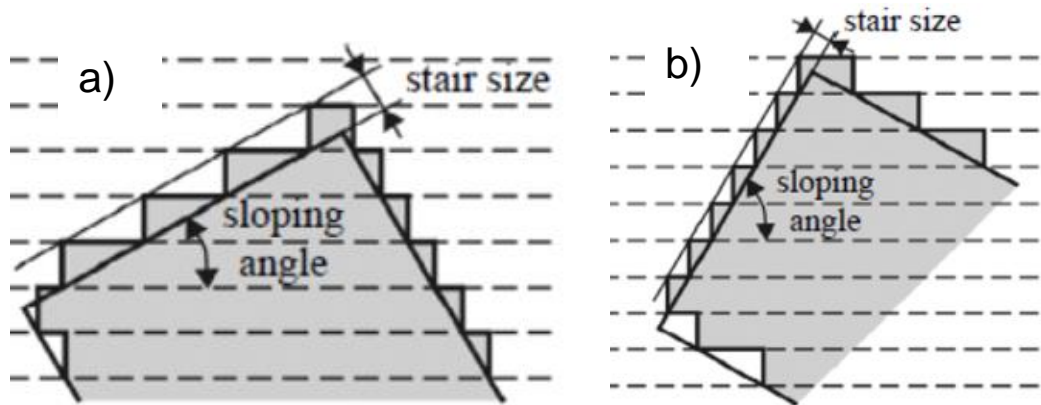 a)
stair size
sloping
angle
b)
stair size
sloping
angle